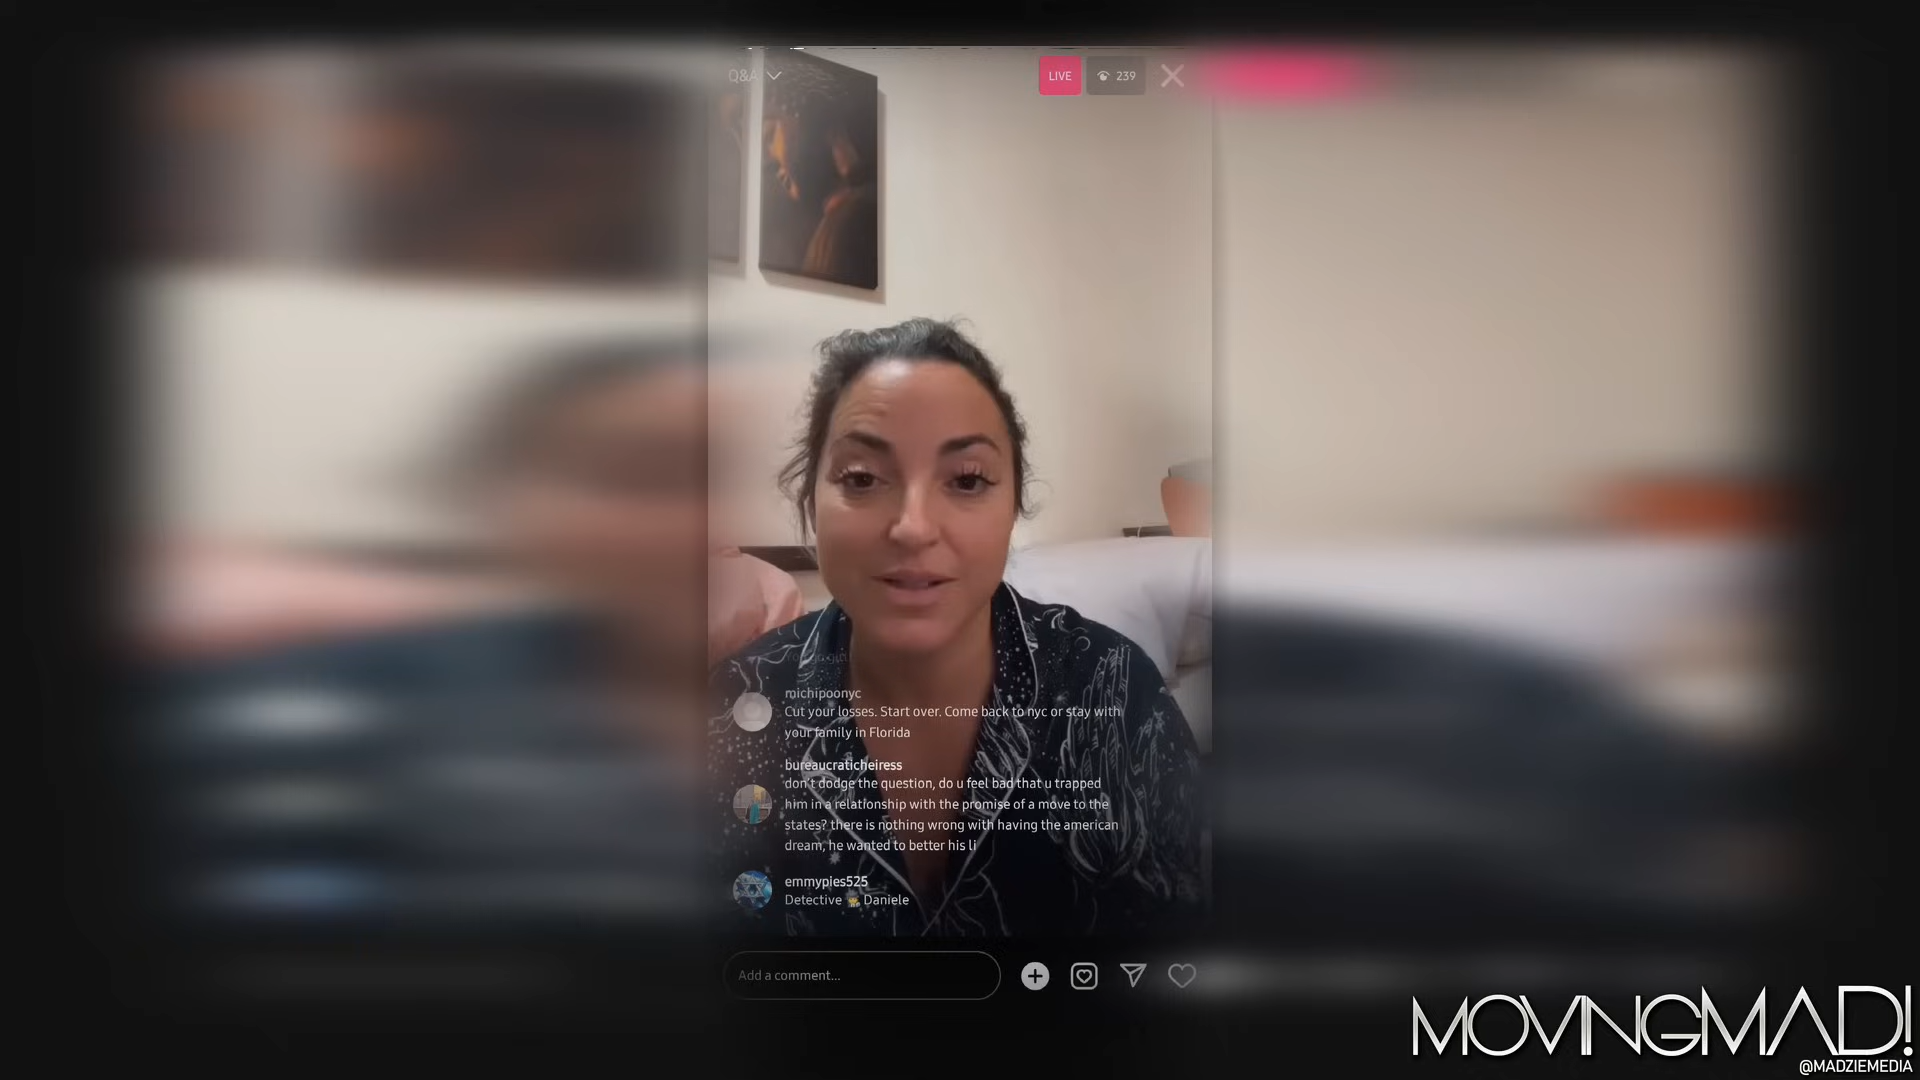 Q&A
LIVE
239
michipoonyc
Cut your losses. Start over. Come back to nyc or stay with
your family in Florida
bureaucraticheiress
don't dodge the question, do u feel bad that u trapped
him in a relationship with the promise of a move to the
states? there is nothing wrong with having the american
dream, he wanted to better his li
emmypies525
Detective 🕵️ Daniele
Add a comment...
MOVINGMAD!
@MADZIEMEDIA